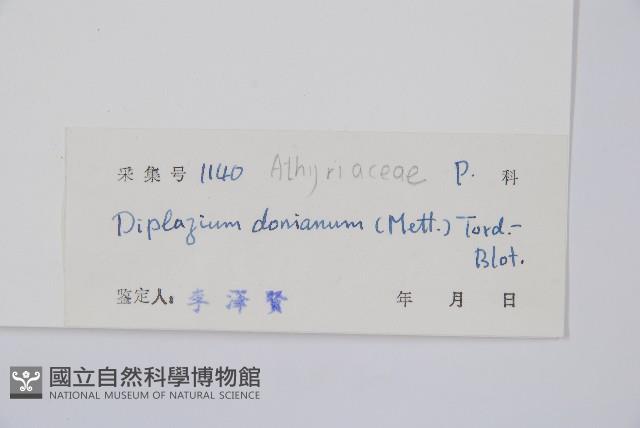 采集号 1140 Athyriaceae P. 科
Diplazium donianum (Mett.) Tard.-
Blot.
鉴定人: 李泽贤 年 月 日
國立自然科學博物館
NATIONAL MUSEUM OF NATURAL SCIENCE